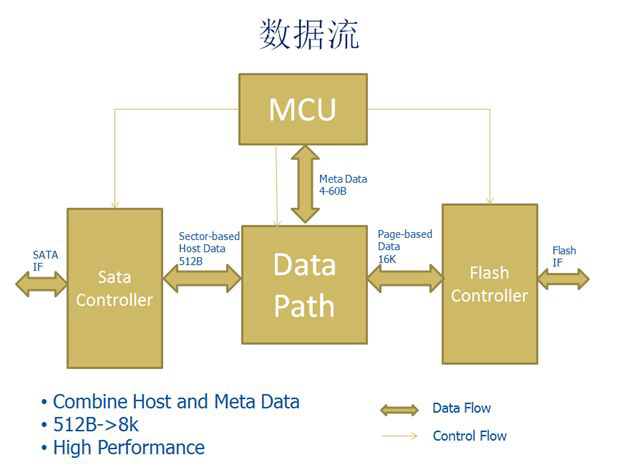 数据流
MCU
Meta Data
4-60B
SATA
IF
Sata
Controller
Sector-based
Host Data
512B
Data
Path
Page-based
Data
16K
Flash
Controller
Flash
IF
• Combine Host and Meta Data
• 512B->8k
• High Performance
Data Flow
Control Flow